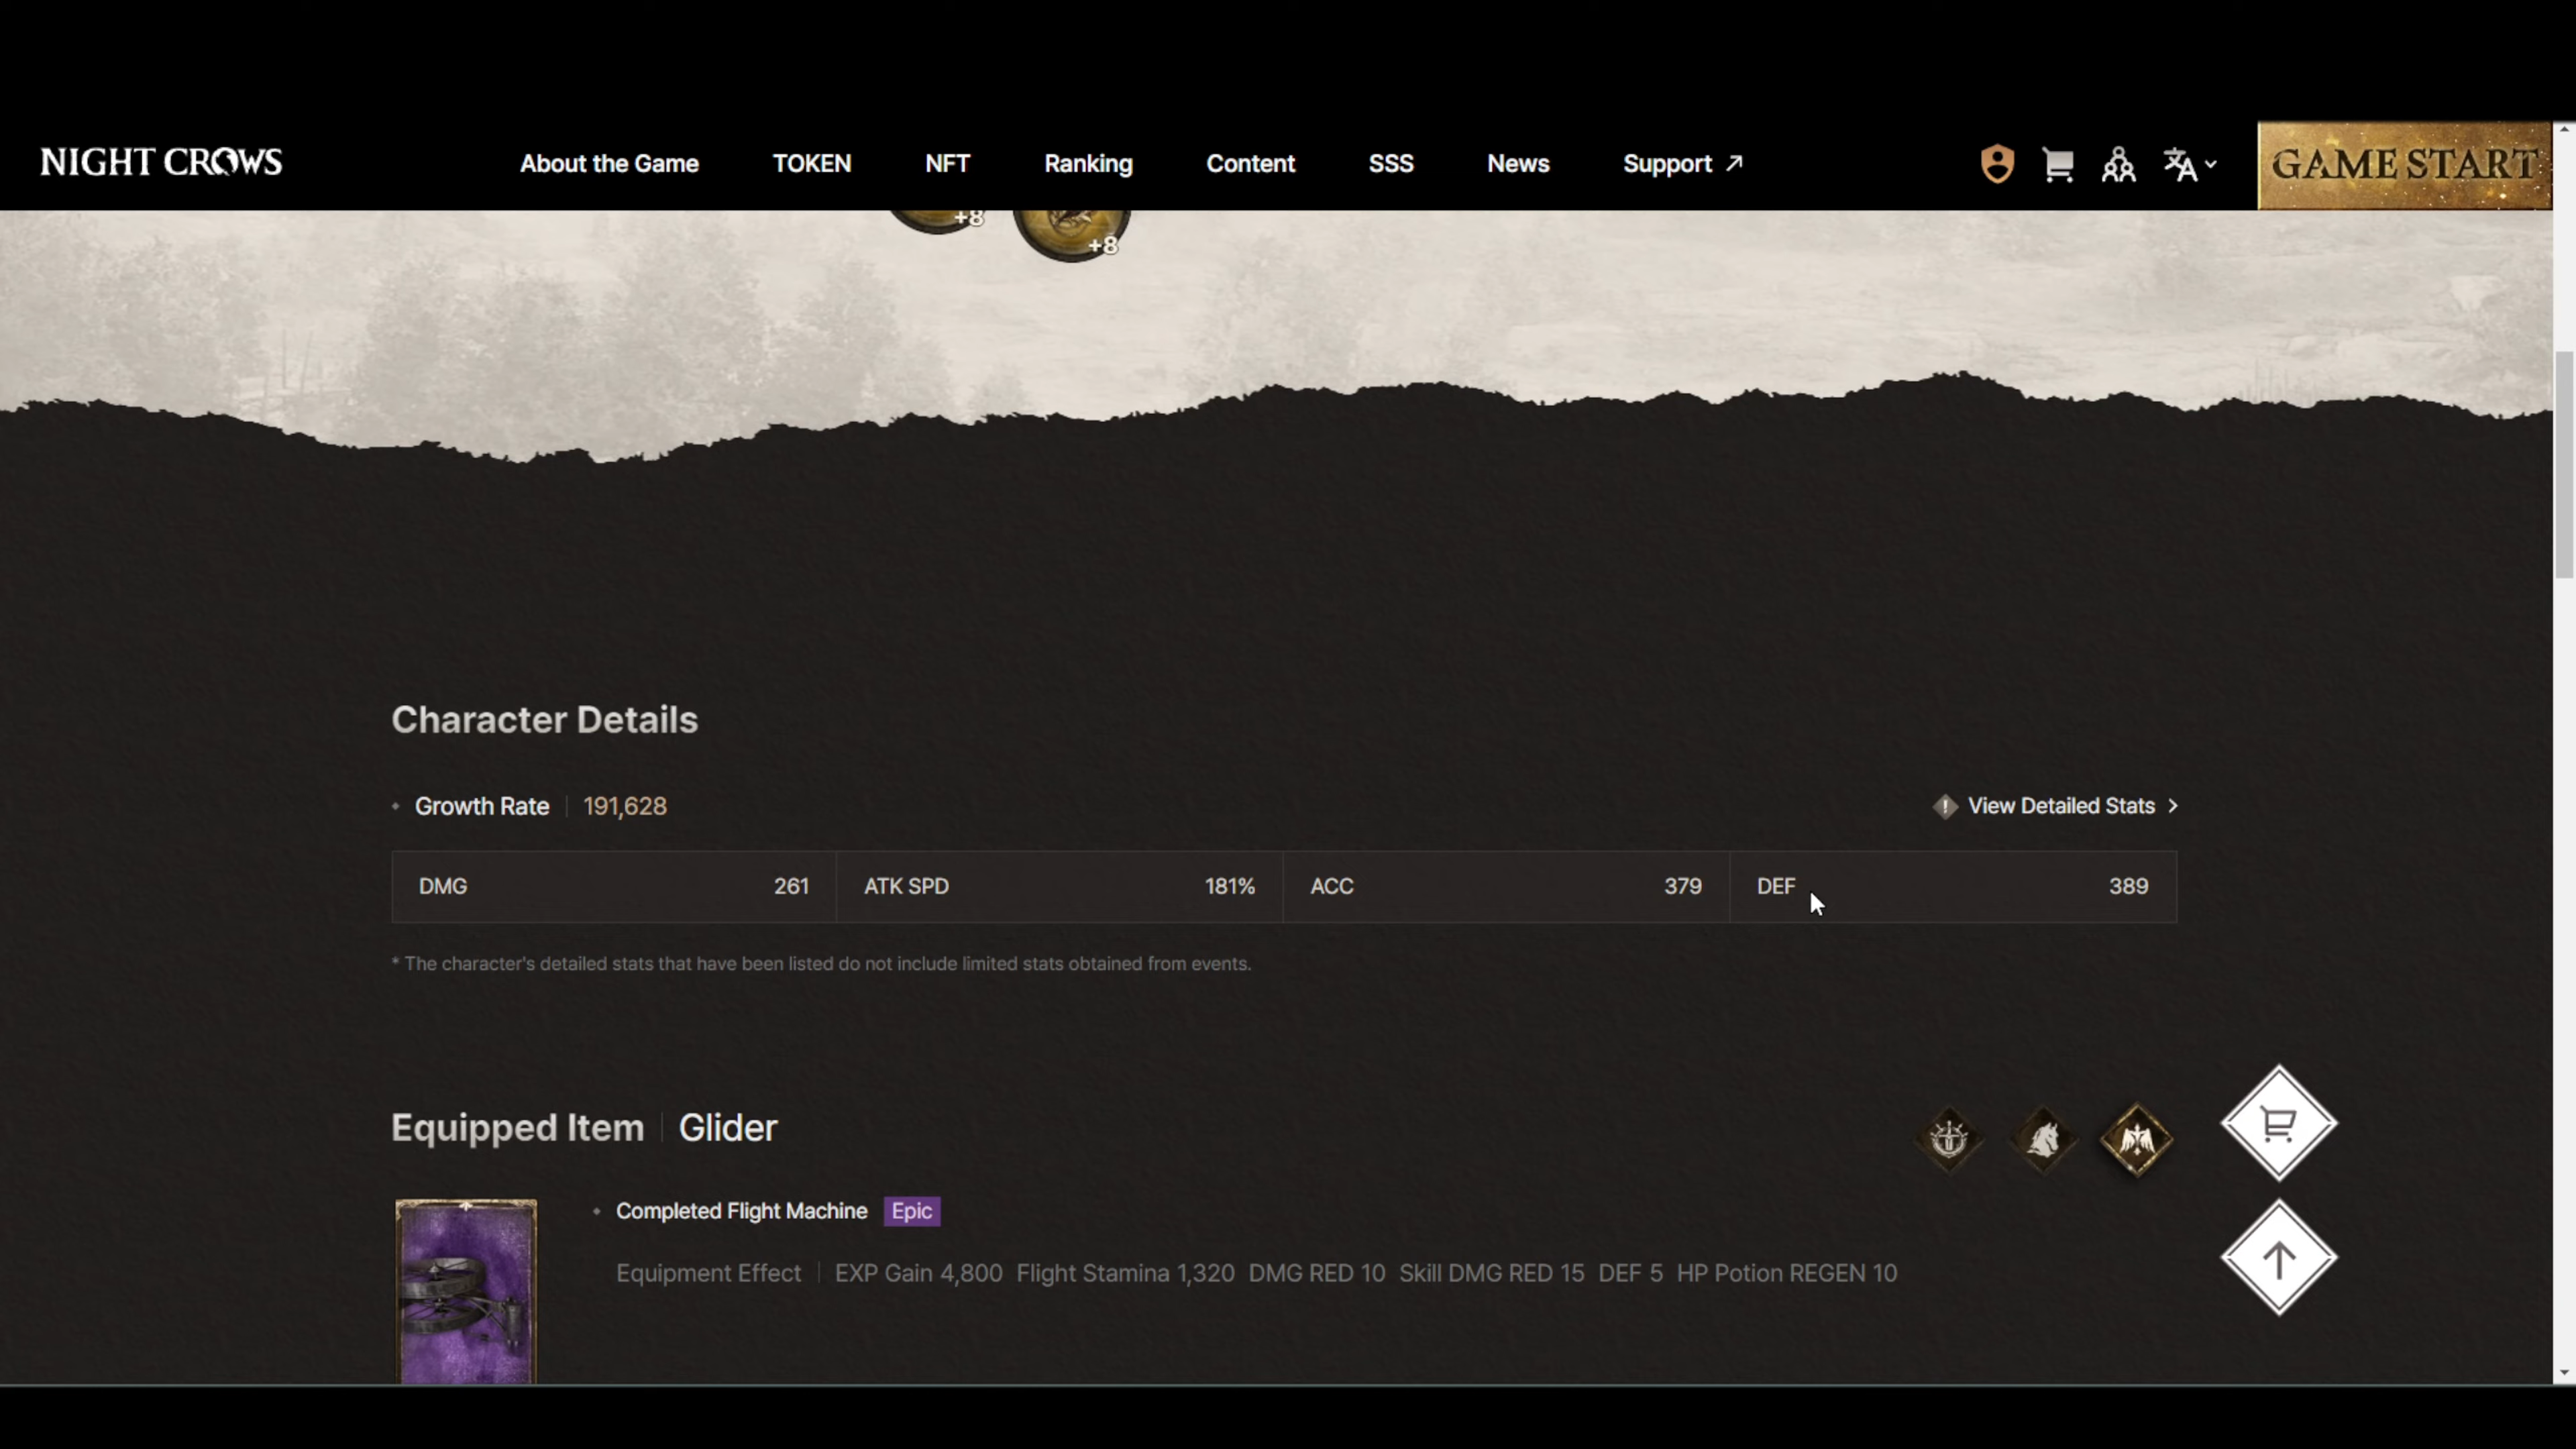 NIGHT CROWS
About the Game
TOKEN
NFT
Ranking
Content
SSS
News
Support
GAME START
+8
+8
Character Details
Growth Rate 191,628
View Detailed Stats
DMG 261
ATK SPD 181%
ACC 379
DEF 389
* The character's detailed stats that have been listed do not include limited stats obtained from events.
Equipped Item Glider
Completed Flight Machine Epic
Equipment Effect EXP Gain 4,800 Flight Stamina 1,320 DMG RED 10 Skill DMG RED 15 DEF 5 HP Potion REGEN 10